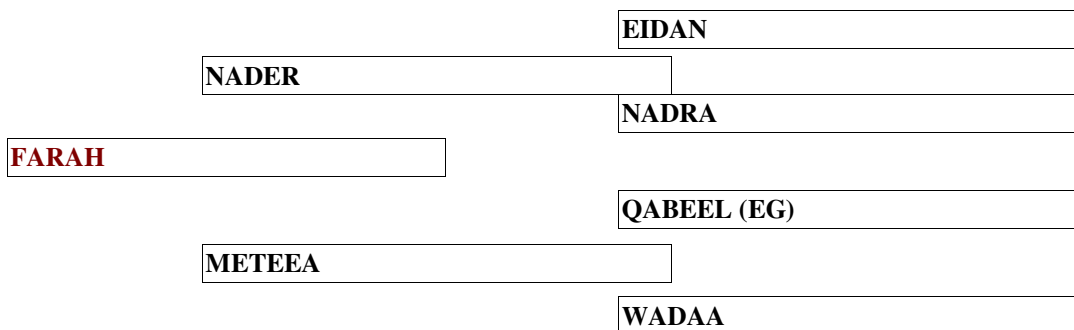 EIDAN
NADER
NADRA
FARAH
QABEEL (EG)
METEEA
WADAA